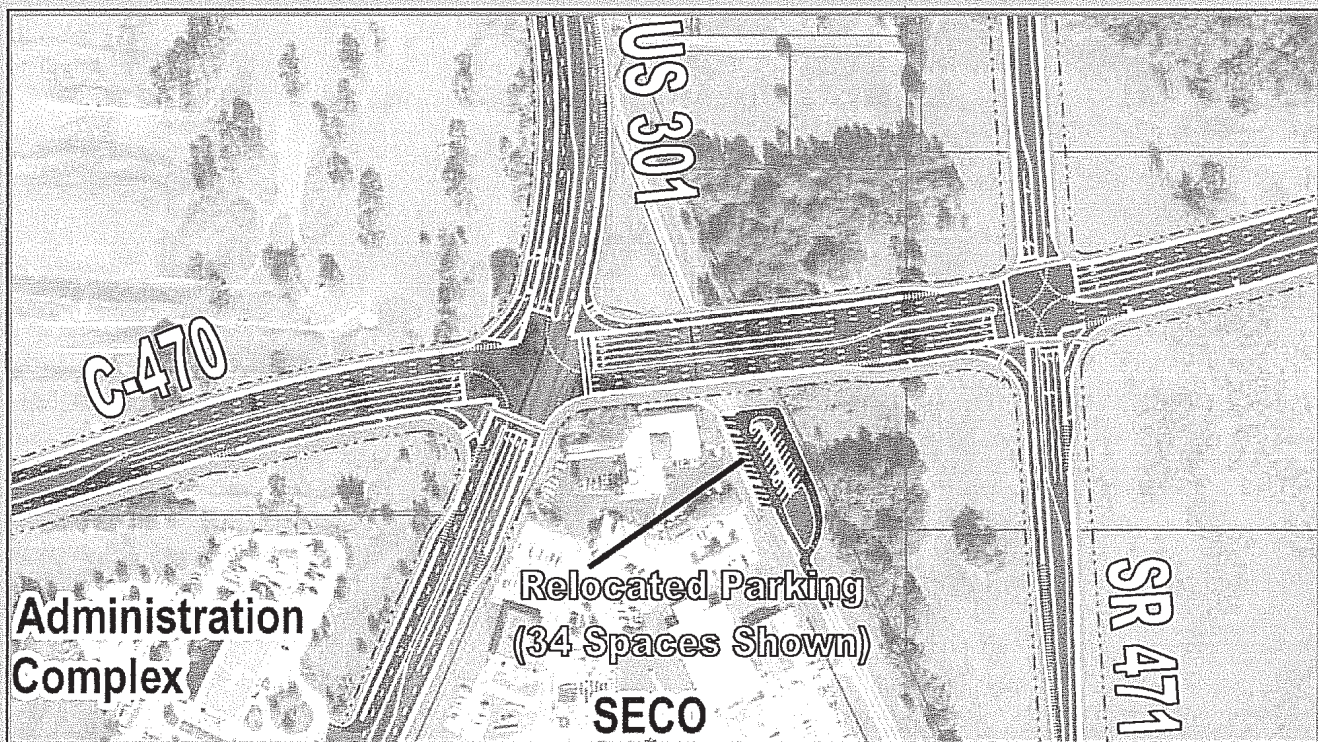 US 301
C-470
Relocated Parking
(34 Spaces Shown)
Administration
Complex
SR 471
SECO